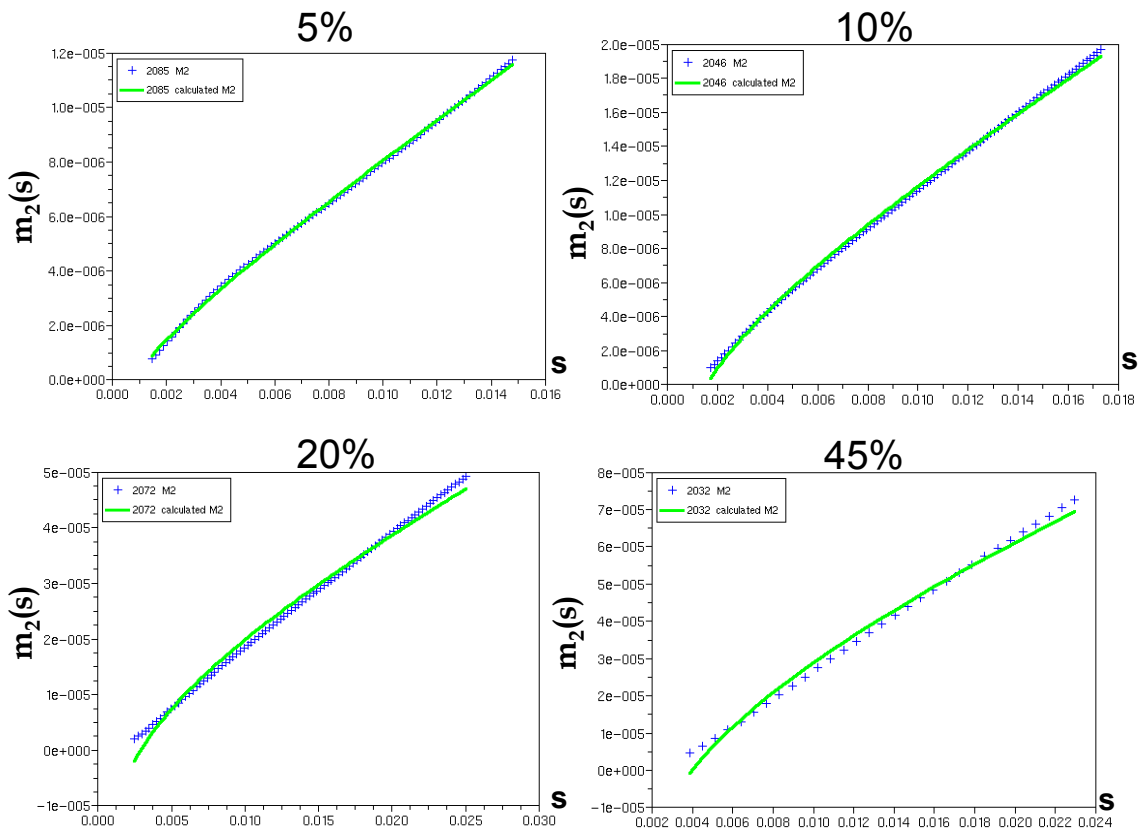 5%
1.2e-005
1.0e-005
8.0e-006
6.0e-006
4.0e-006
2.0e-006
0.0e+000
2085 M2
2085 calculated M2
m₂(s)
0.000 0.002 0.004 0.006 0.008 0.010 0.012 0.014 0.016
s
10%
2.0e-005
1.8e-005
1.6e-005
1.4e-005
1.2e-005
1.0e-005
8.0e-006
6.0e-006
4.0e-006
2.0e-006
0.0e+000
2046 M2
2046 calculated M2
m₂(s)
0.000 0.002 0.004 0.006 0.008 0.010 0.012 0.014 0.016 0.018
s
20%
5e-005
4e-005
3e-005
2e-005
1e-005
0e+000
-1e-005
2072 M2
2072 calculated M2
m₂(s)
0.000 0.005 0.010 0.015 0.020 0.025 0.030
s
45%
8e-005
7e-005
6e-005
5e-005
4e-005
3e-005
2e-005
1e-005
0e+000
-1e-005
2032 M2
2032 calculated M2
m₂(s)
0.002 0.004 0.006 0.008 0.010 0.012 0.014 0.016 0.018 0.020 0.022 0.024
s